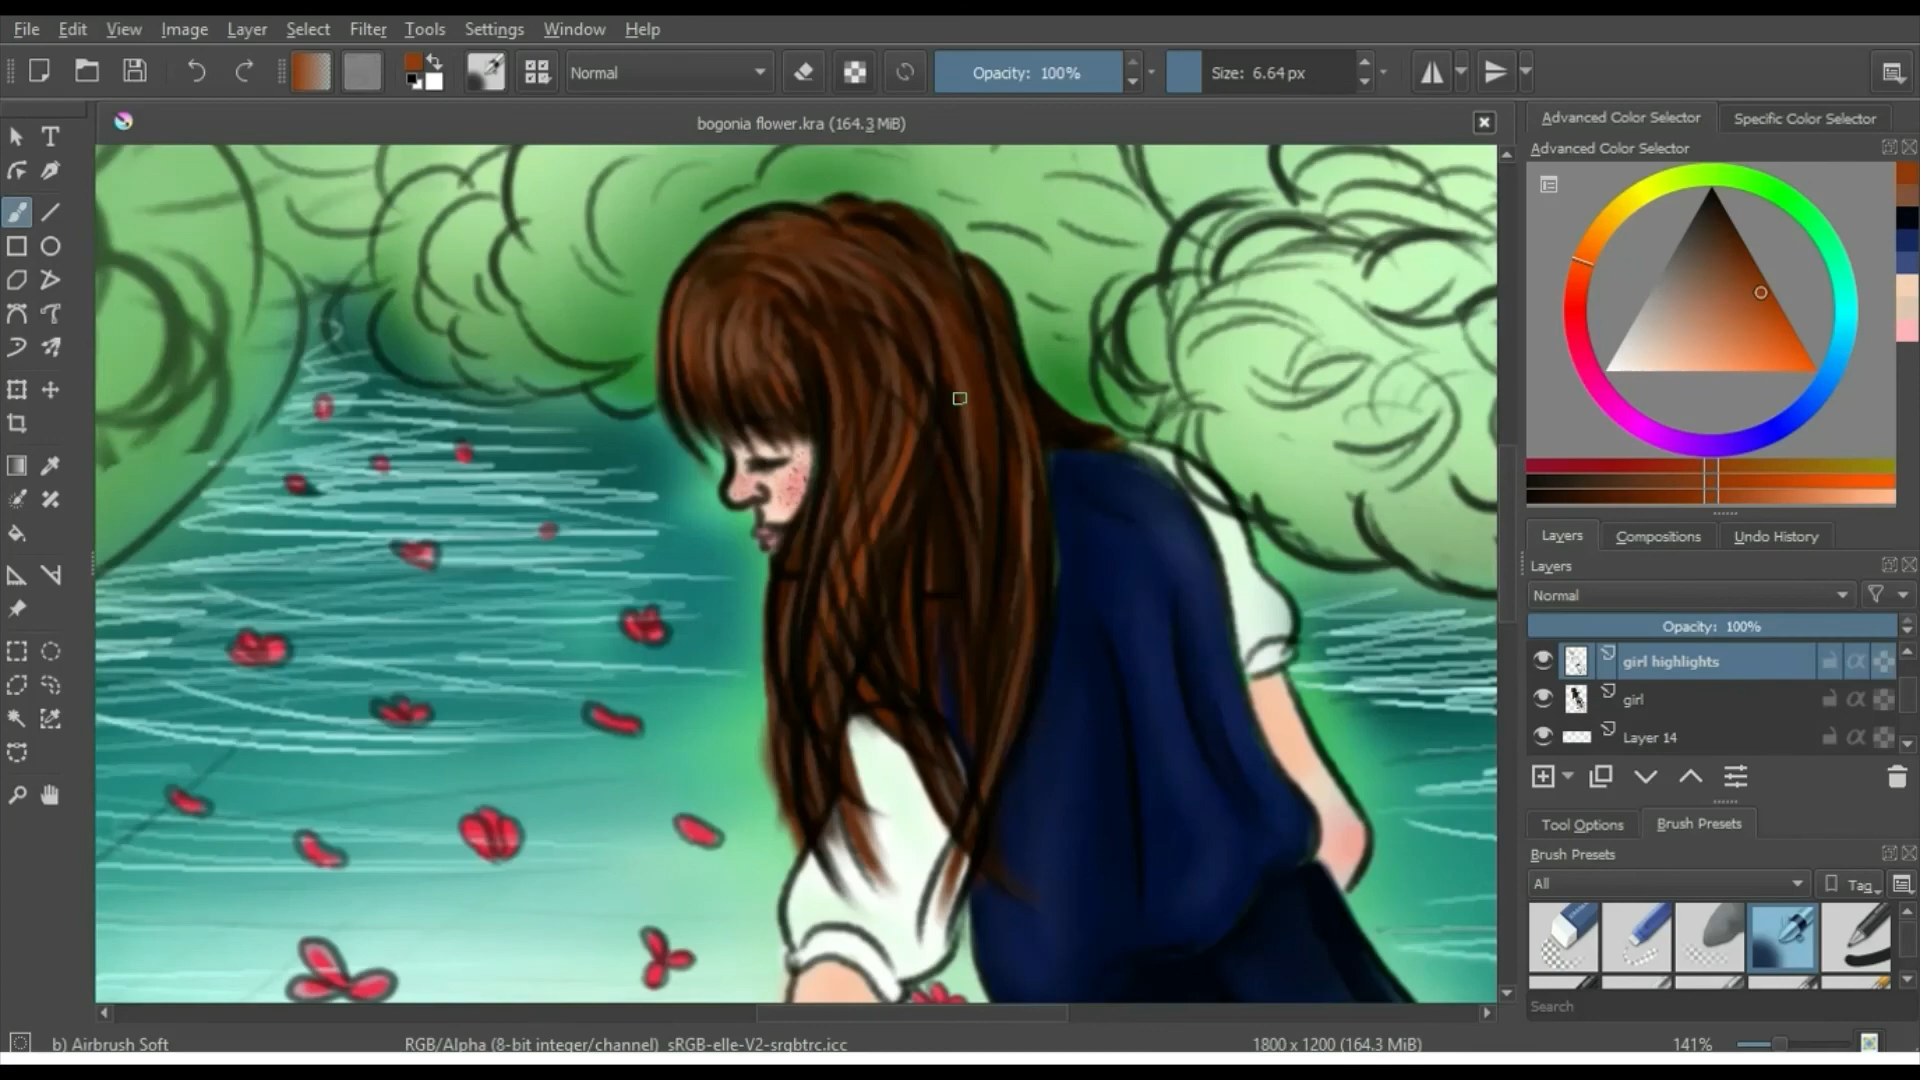 File Edit View Image Layer Select Filter Tools Settings Window Help
Normal Opacity: 100% Size: 6.64 px
bogonia flower.kra (164.3 MiB)
Advanced Color Selector Specific Color Selector
Advanced Color Selector
Layers Compositions Undo History
Layers
Normal
Opacity: 100%
girl highlights
girl
Layer 14
Tool Options Brush Presets
Brush Presets
All Tag
Search
b) Airbrush Soft RGB/Alpha (8-bit integer/channel) sRGB-elle-V2-srgbtrc.icc 1800 x 1200 (164.3 MiB) 141%